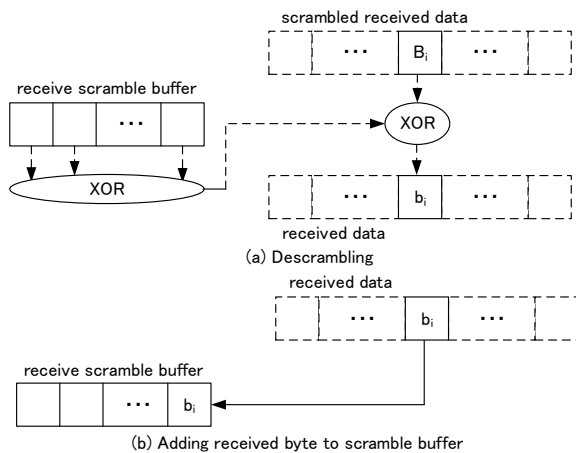 scrambled received data
··· Bᵢ ···
receive scramble buffer
···
XOR
XOR
··· bᵢ ···
received data
(a) Descrambling
received data
··· bᵢ ···
receive scramble buffer
··· bᵢ
(b) Adding received byte to scramble buffer